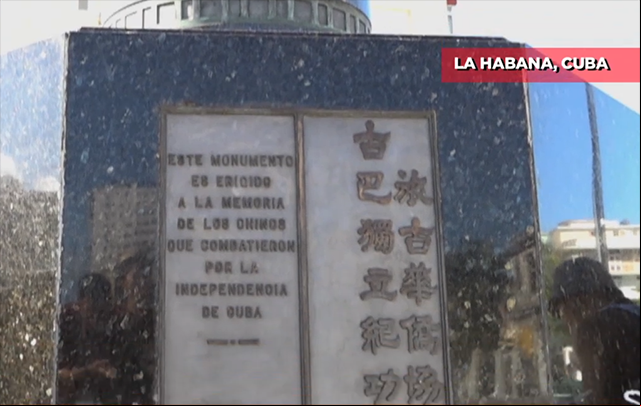 LA HABANA, CUBA
ESTE MONUMENTO
ES ERIGIDO
A LA MEMORIA
DE LOS CHINOS
QUE COMBATIERON
POR LA
INDEPENDENCIA
DE CUBA
旅古華僑協
古巴獨立紀功